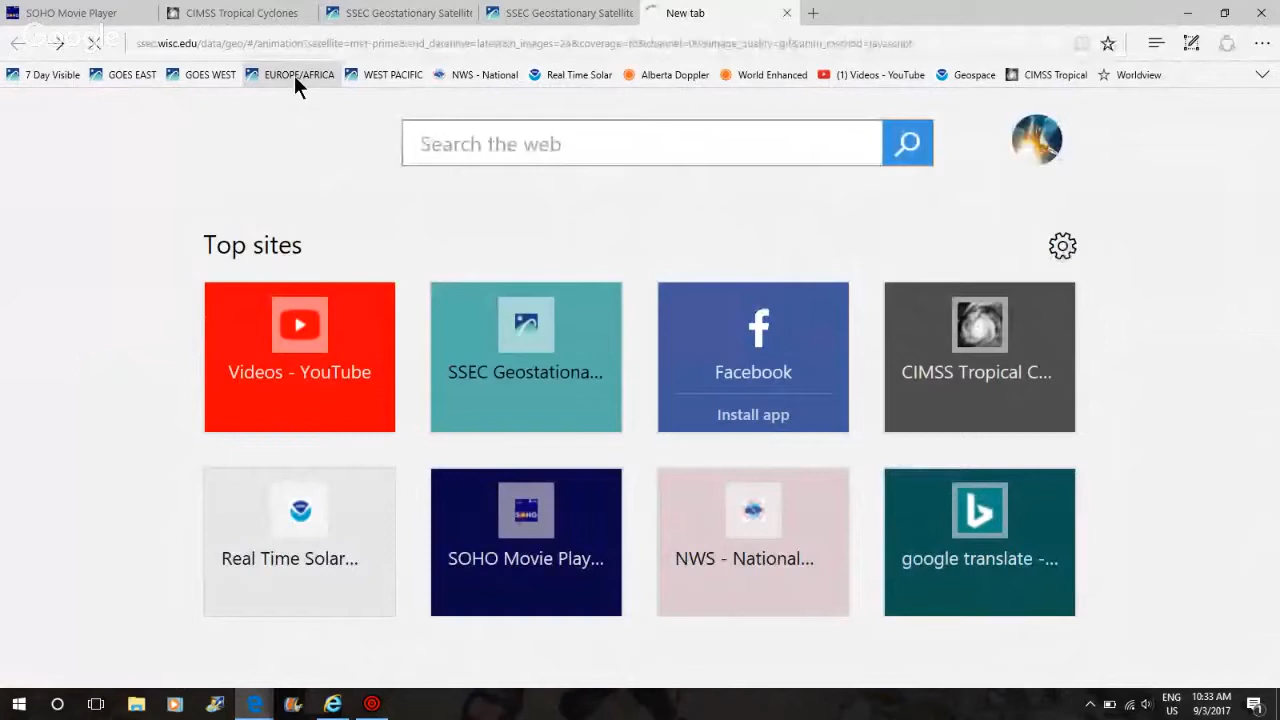 SOHO Movie Player
CIMSS Tropical Cyclones
SSEC Geostationary Satellit
SSEC Geostationary Satellit
New tab
Google
7 Day Visible
GOES EAST
GOES WEST
EUROPE/AFRICA
WEST PACIFIC
NWS - National
Real Time Solar
Alberta Doppler
World Enhanced
(1) Videos - YouTube
Geospace
CIMSS Tropical
Worldview
Search the web
Top sites
Videos - YouTube
SSEC Geostationa...
Facebook
Install app
CIMSS Tropical C...
Real Time Solar...
SOHO Movie Play...
NWS - National...
google translate -...
ENG
US
10:33 AM
9/3/2017